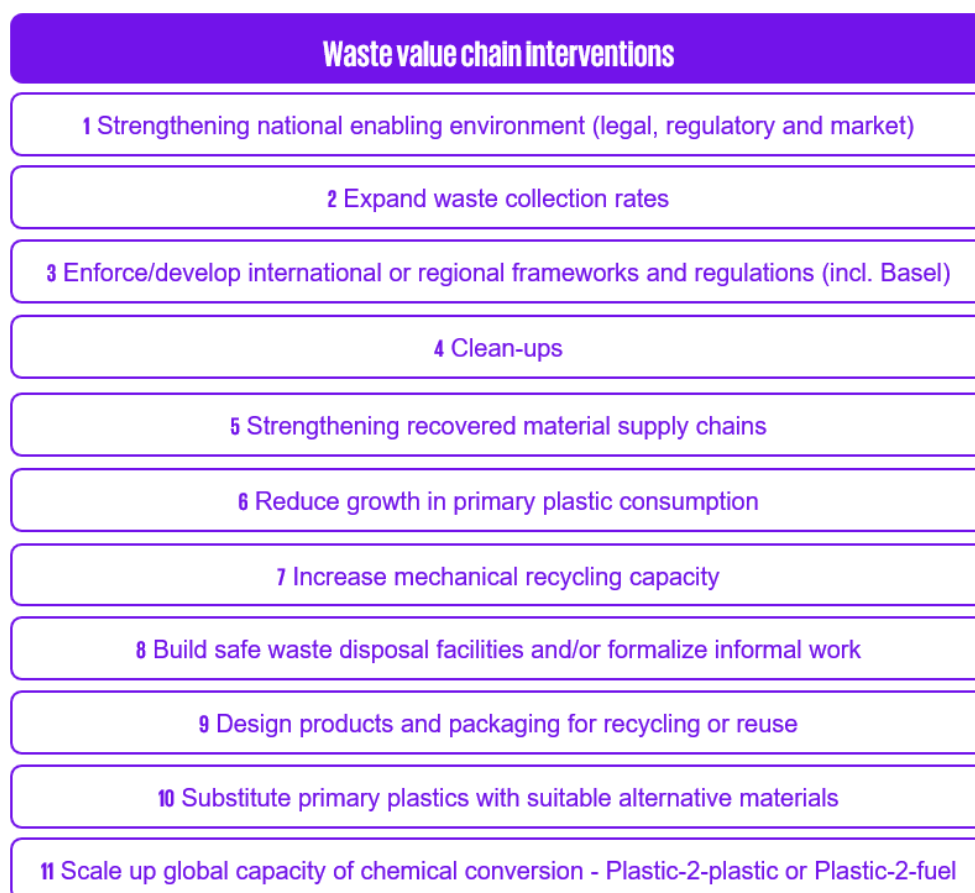 Waste value chain interventions
1 Strengthening national enabling environment (legal, regulatory and market)
2 Expand waste collection rates
3 Enforce/develop international or regional frameworks and regulations (incl. Basel)
4 Clean-ups
5 Strengthening recovered material supply chains
6 Reduce growth in primary plastic consumption
7 Increase mechanical recycling capacity
8 Build safe waste disposal facilities and/or formalize informal work
9 Design products and packaging for recycling or reuse
10 Substitute primary plastics with suitable alternative materials
11 Scale up global capacity of chemical conversion - Plastic-2-plastic or Plastic-2-fuel